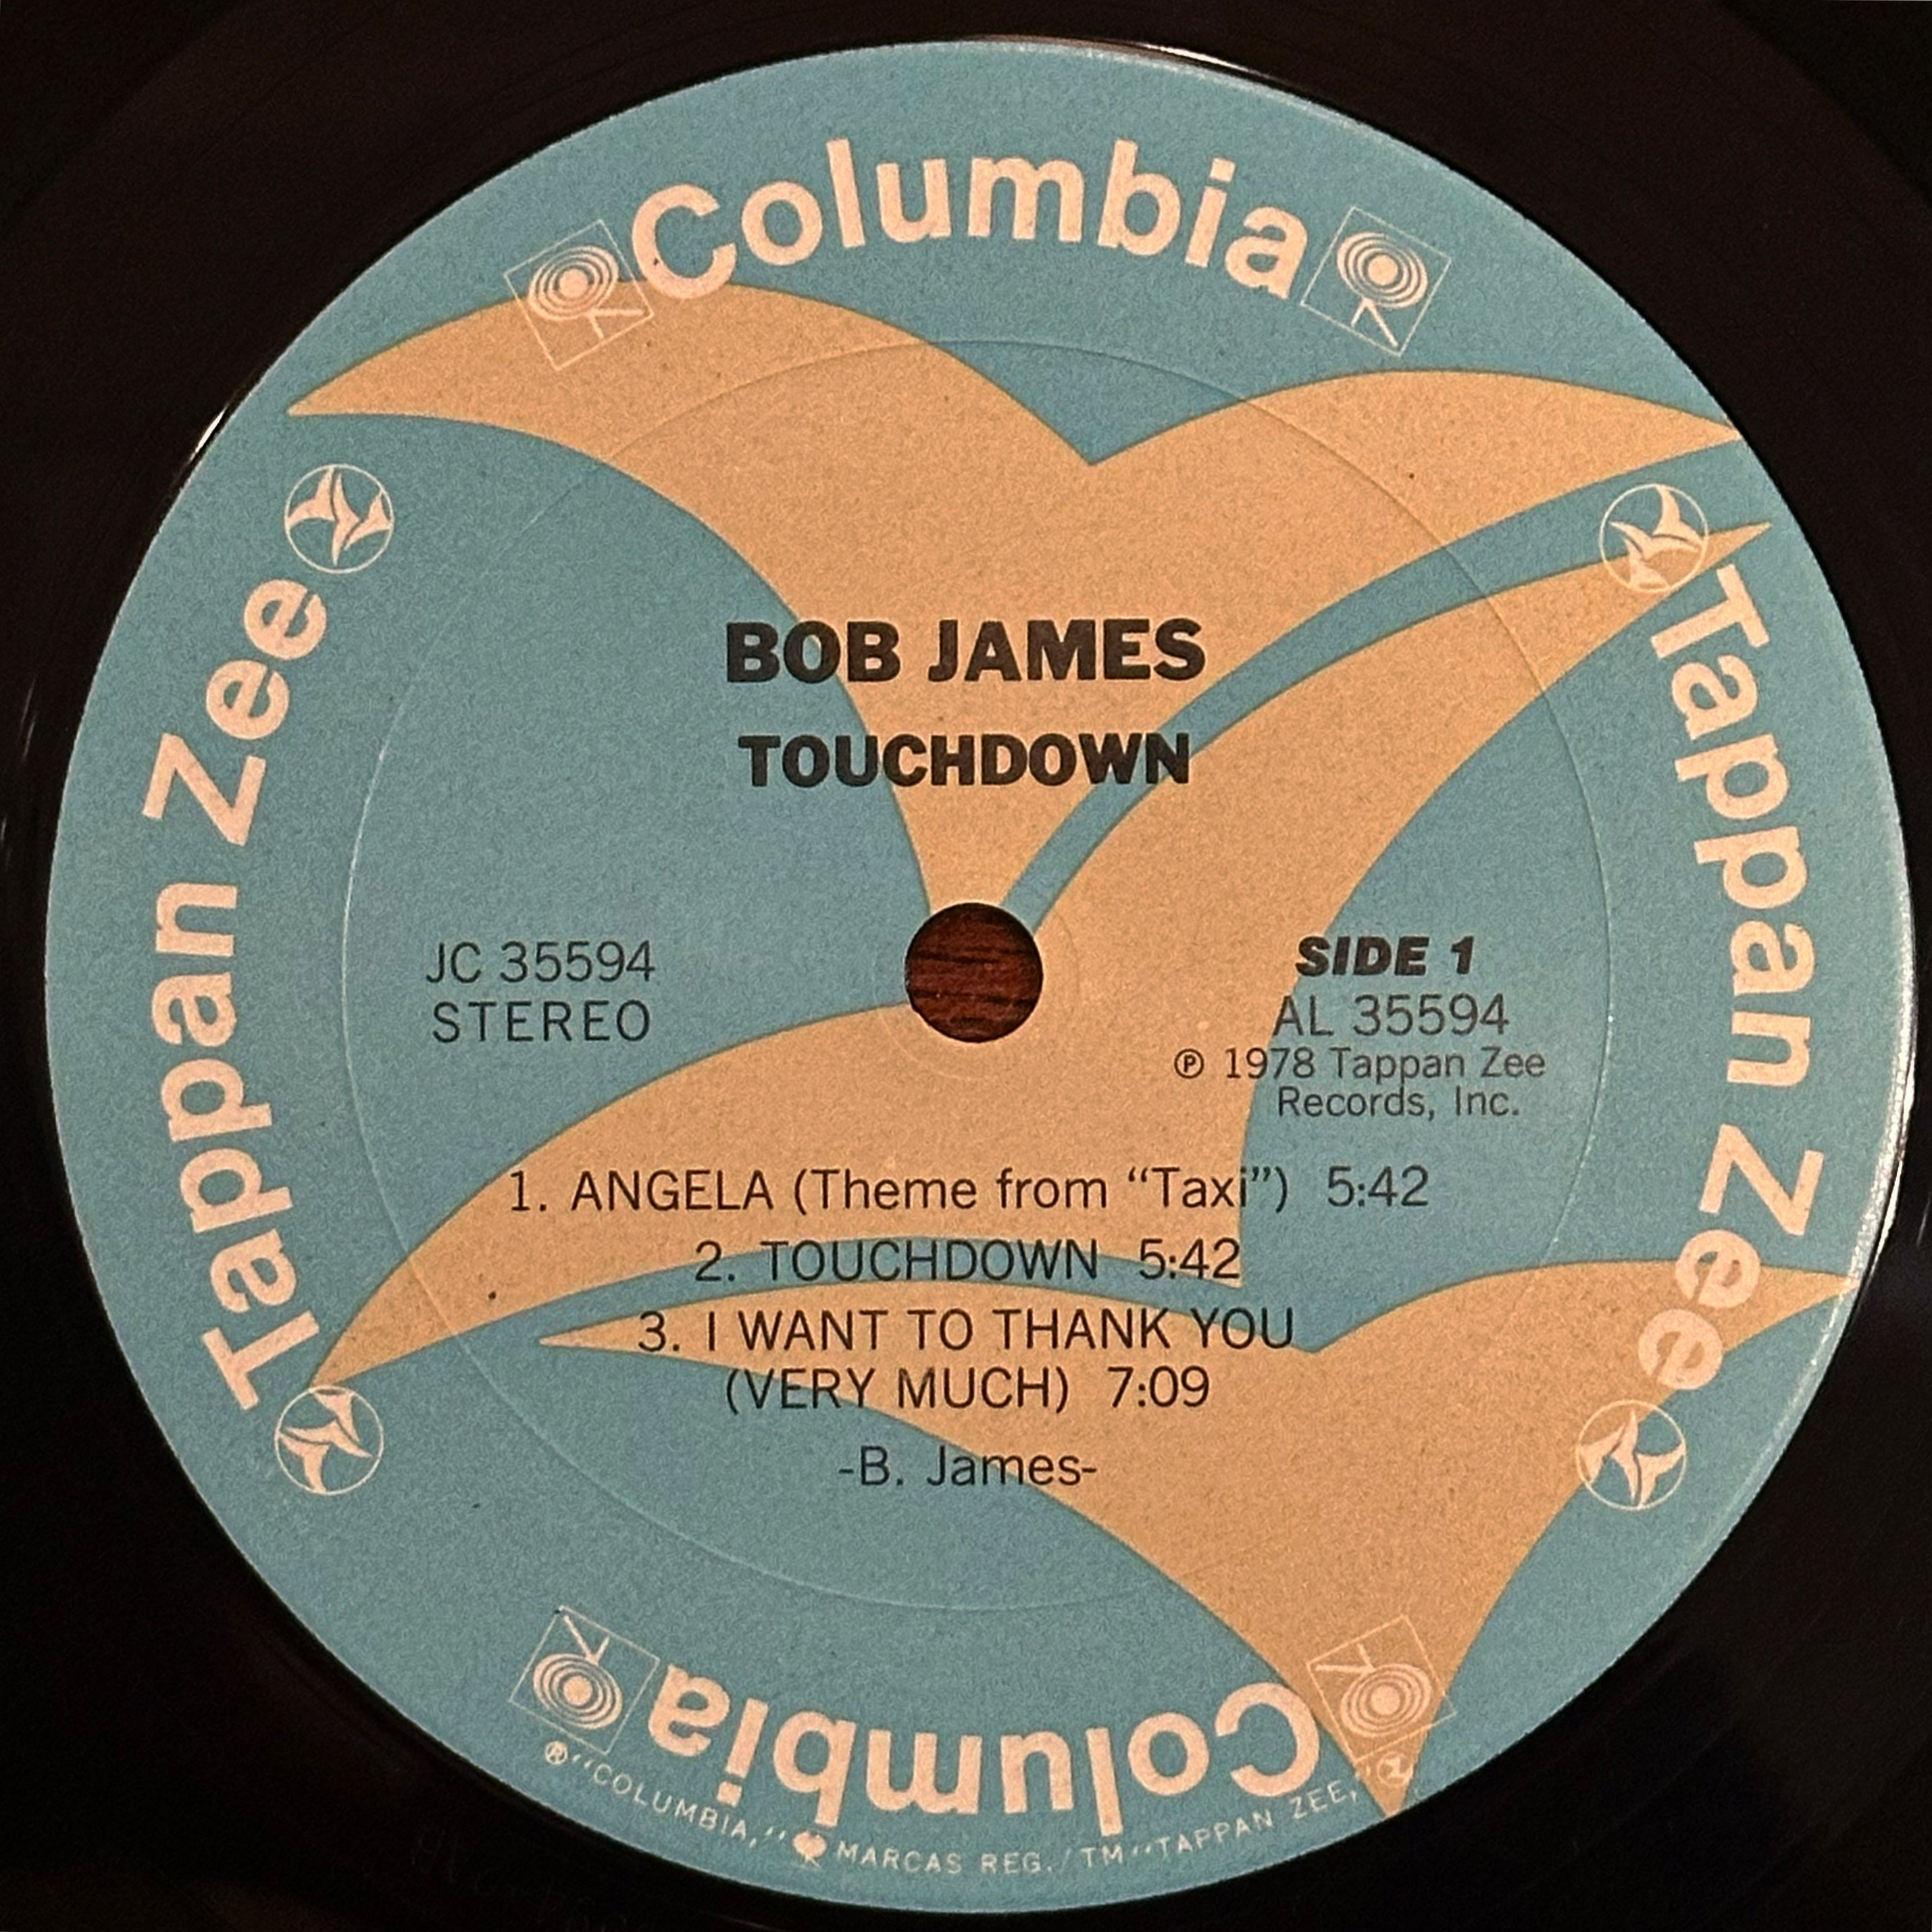 Columbia
Tappan Zee
Tappan Zee
BOB JAMES
TOUCHDOWN
JC 35594
STEREO
SIDE 1
AL 35594
℗ 1978 Tappan Zee
Records, Inc.
1. ANGELA (Theme from “Taxi”) 5:42
2. TOUCHDOWN 5:42
3. I WANT TO THANK YOU
(VERY MUCH) 7:09
-B. James-
Columbia
®“COLUMBIA,” MARCAS REG./TM “TAPPAN ZEE,”